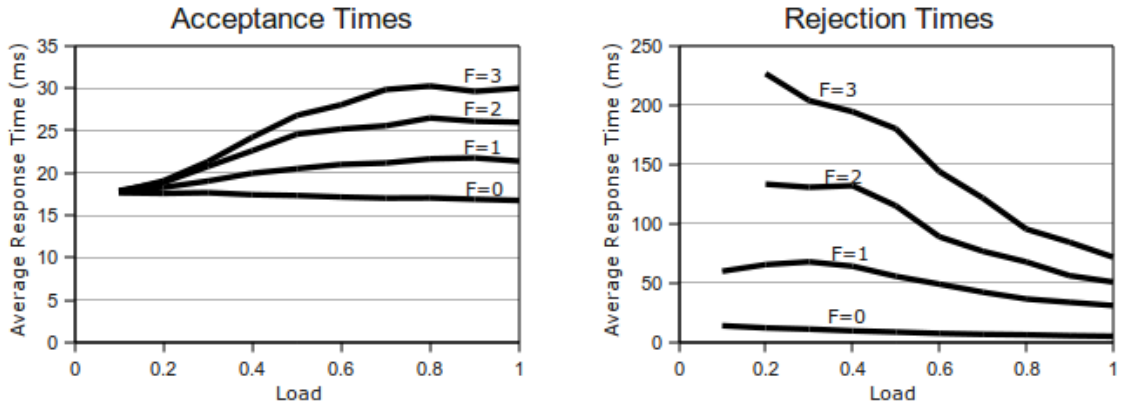 Acceptance Times
Average Response Time (ms)
35
30
25
20
15
10
5
0
F=3
F=2
F=1
F=0
0 0.2 0.4 0.6 0.8 1
Load
Rejection Times
Average Response Time (ms)
250
200
150
100
50
0
F=3
F=2
F=1
F=0
0 0.2 0.4 0.6 0.8 1
Load